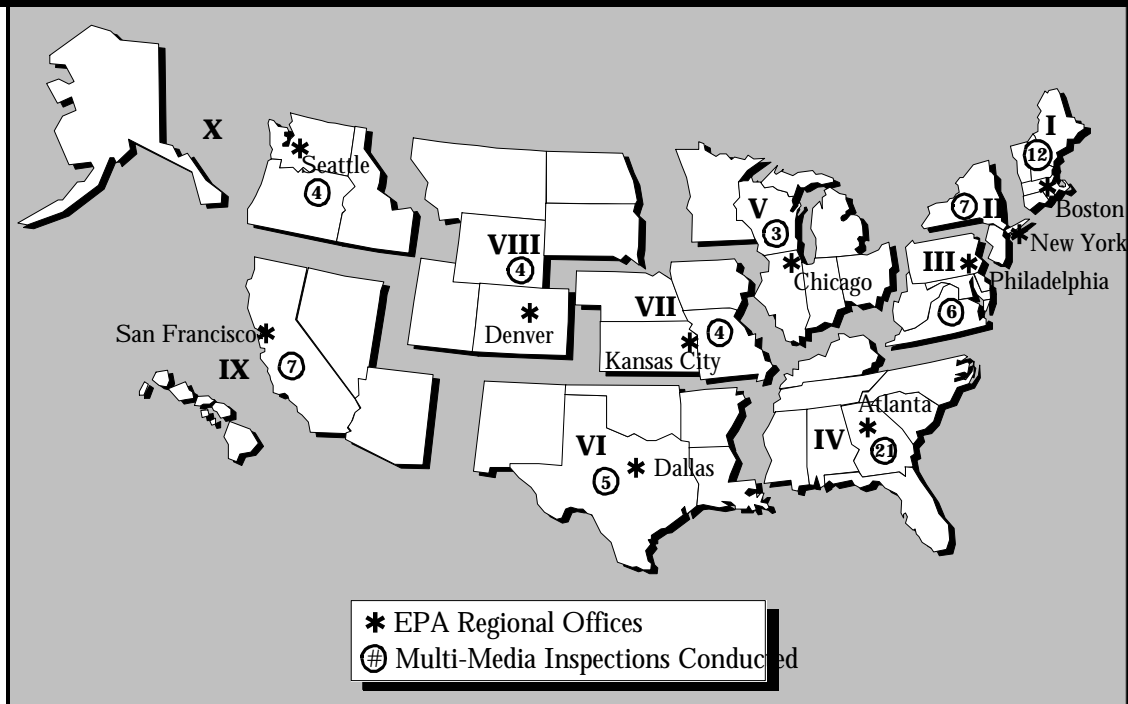 X
Seattle
4
I
12
Boston
7
II
New York
V
3
Chicago
III
Philadelphia
6
VIII
4
Denver
VII
4
Kansas City
San Francisco
IX
7
Atlanta
IV
21
VI
Dallas
5
* EPA Regional Offices
# Multi-Media Inspections Conducted